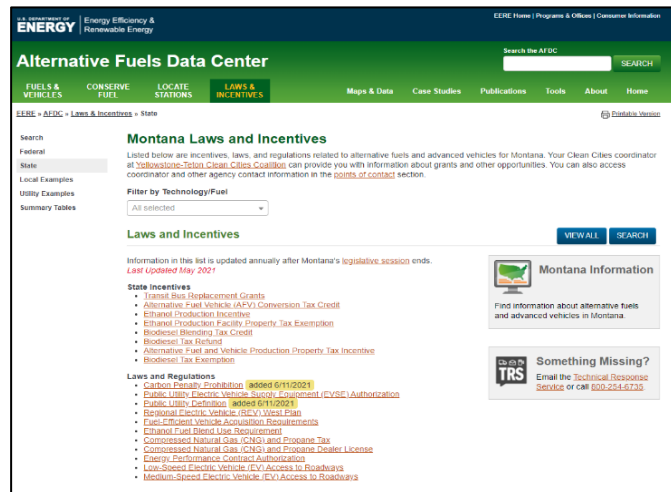 EERE Home | Programs & Offices | Consumer Information
U.S. DEPARTMENT OF
ENERGY
Energy Efficiency &
Renewable Energy
Search the AFDC
Alternative Fuels Data Center
SEARCH
FUELS & VEHICLES
CONSERVE FUEL
LOCATE STATIONS
LAWS & INCENTIVES
Maps & Data
Case Studies
Publications
Tools
About
Home
EERE » AFDC » Laws & Incentives » State
Printable Version
Search
Federal
State
Local Examples
Utility Examples
Summary Tables
Montana Laws and Incentives
Listed below are incentives, laws, and regulations related to alternative fuels and advanced vehicles for Montana. Your Clean Cities coordinator
at Yellowstone-Teton Clean Cities Coalition can provide you with information about grants and other opportunities. You can also access
coordinator and other agency contact information in the points of contact section.
Filter by Technology/Fuel
All selected
Laws and Incentives
VIEW ALL
SEARCH
Information in this list is updated annually after Montana's legislative session ends.
Last Updated May 2021
State Incentives
• Transit Bus Replacement Grants
• Alternative Fuel Vehicle (AFV) Conversion Tax Credit
• Ethanol Production Incentive
• Ethanol Production Facility Property Tax Exemption
• Biodiesel Blending Tax Credit
• Biodiesel Tax Refund
• Alternative Fuel and Vehicle Production Property Tax Incentive
• Biodiesel Tax Exemption
Laws and Regulations
• Carbon Penalty Prohibition added 6/11/2021
• Public Utility Electric Vehicle Supply Equipment (EVSE) Authorization
• Public Utility Definition added 6/11/2021
• Regional Electric Vehicle (REV) West Plan
• Fuel-Efficient Vehicle Acquisition Requirements
• Ethanol Fuel Blend Use Requirement
• Compressed Natural Gas (CNG) and Propane Tax
• Compressed Natural Gas (CNG) and Propane Dealer License
• Energy Performance Contract Authorization
• Low-Speed Electric Vehicle (EV) Access to Roadways
• Medium-Speed Electric Vehicle (EV) Access to Roadways
Montana Information
Find information about alternative fuels
and advanced vehicles in Montana.
TRS
Something Missing?
Email the Technical Response
Service or call 800-254-6735